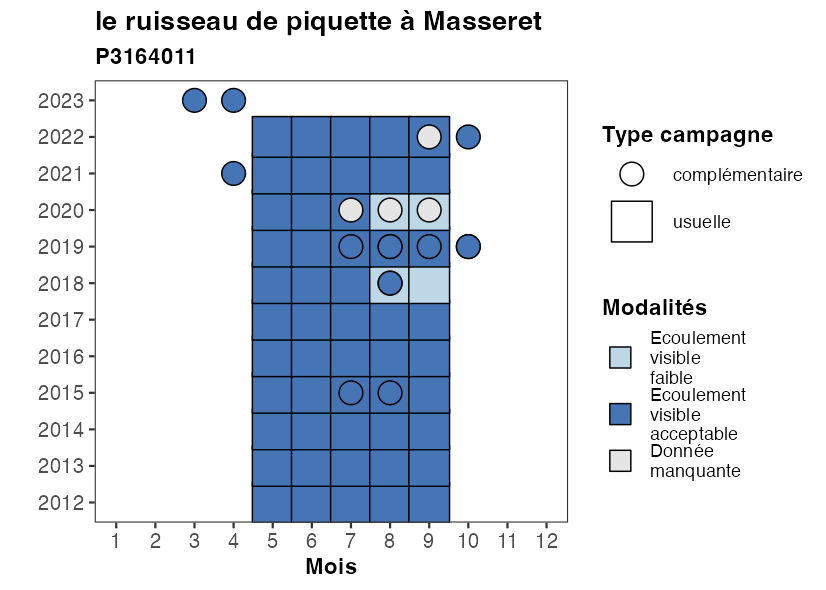 le ruisseau de piquette à Masseret
P3164011
2023
2022
2021
2020
2019
2018
2017
2016
2015
2014
2013
2012
1 2 3 4 5 6 7 8 9 10 11 12
Mois
Type campagne
complémentaire
usuelle
Modalités
Ecoulement
visible
faible
Ecoulement
visible
acceptable
Donnée
manquante